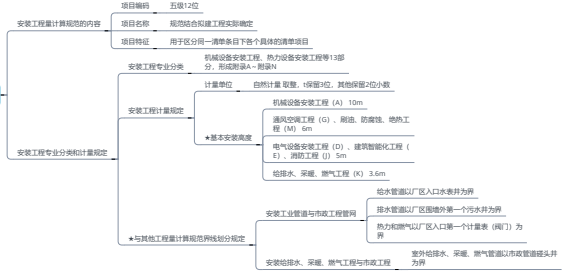 项目编码
五级12位
安装工程量计算规范的内容
项目名称
规范结合拟建工程实际确定
项目特征
用于区分同一清单条目下各个具体的清单项目
安装工程专业分类
机械设备安装工程、热力设备安装工程等13部
分，形成附录A～附录N
安装工程专业分类和计量规定
安装工程计量规定
计量单位
自然计量 取整，t保留3位，其他保留2位小数
★基本安装高度
机械设备安装工程（A） 10m
通风空调工程（G）、刷油、防腐蚀、绝热工
程（M） 6m
电气设备安装工程（D）、建筑智能化工程（
E）、消防工程（J） 5m
给排水、采暖、燃气工程（K） 3.6m
★与其他工程量计算规范界线划分规定
安装工业管道与市政工程管网
给水管道以厂区入口水表井为界
排水管道以厂区围墙外第一个污水井为界
热力和燃气以厂区入口第一个计量表（阀门）为
界
安装给排水、采暖、燃气工程与市政工程
室外给排水、采暖、燃气管道以市政管道碰头井
为界